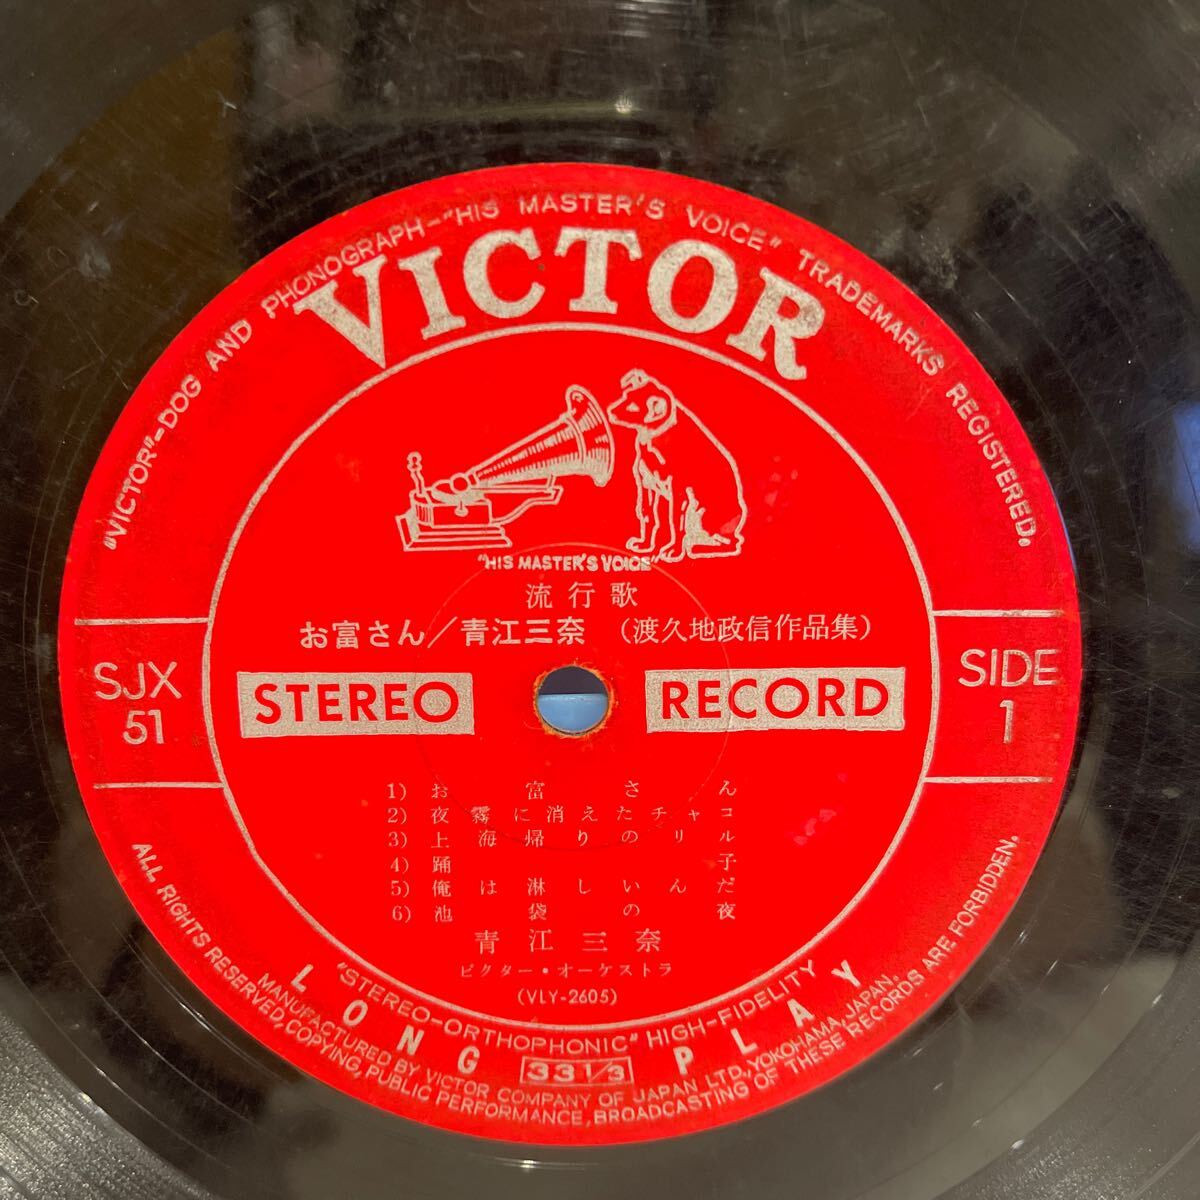 "VICTOR"-DOG AND PHONOGRAPH-"HIS MASTER'S VOICE" TRADEMARKS REGISTERED.
VICTOR
"HIS MASTER'S VOICE"
流行歌
お富さん/青江三奈 (渡久地政信作品集)
SJX
51
STEREO
RECORD
SIDE
1
1) お富さん
2) 夜霧に消えたチャコ
3) 上海帰りのリル
4) 踊子
5) 俺は淋しいんだ
6) 池袋の夜
青江三奈
ビクター・オーケストラ
(VLY-2605)
"STEREO-ORTHOPHONIC" HIGH-FIDELITY
LONG 33 1/3 PLAY
MANUFACTURED BY VICTOR COMPANY OF JAPAN LTD., YOKOHAMA, JAPAN.
ALL RIGHTS RESERVED, COPYING, PUBLIC PERFORMANCE, BROADCASTING OF THESE RECORDS ARE FORBIDDEN.